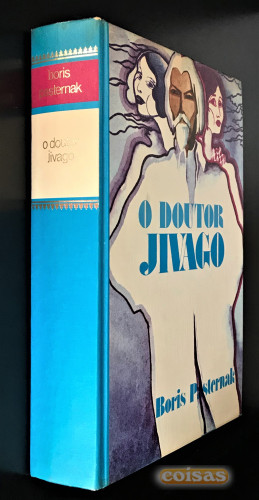 boris
pasternak
o doutor
jivago
O DOUTOR
JIVAGO
Boris Pasternak
coisas